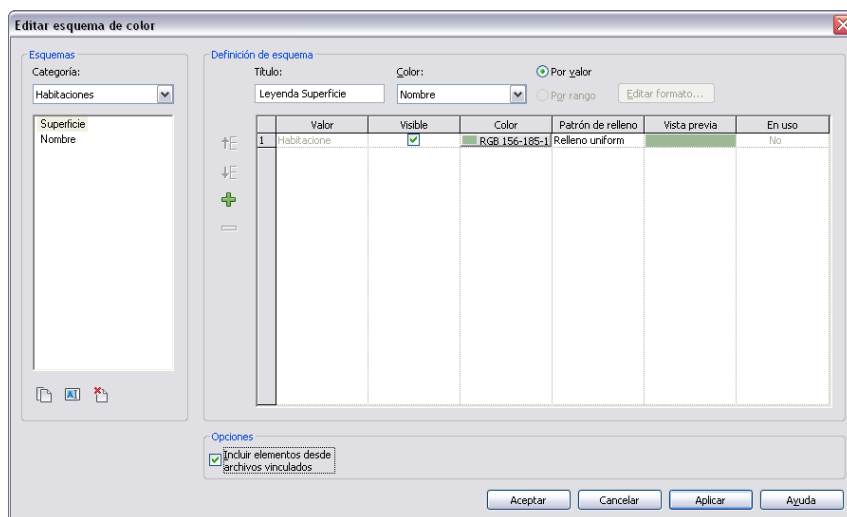 Editar esquema de color
Esquemas
Categoría:
Habitaciones
Superficie
Nombre
Definición de esquema
Título:
Color:
Por valor
Leyenda Superficie
Nombre
Por rango
Editar formato...
Valor
Visible
Color
Patrón de relleno
Vista previa
En uso
1
Habitacione
RGB 156-185-1
Relleno uniform
No
Opciones
Incluir elementos desde
archivos vinculados
Aceptar
Cancelar
Aplicar
Ayuda